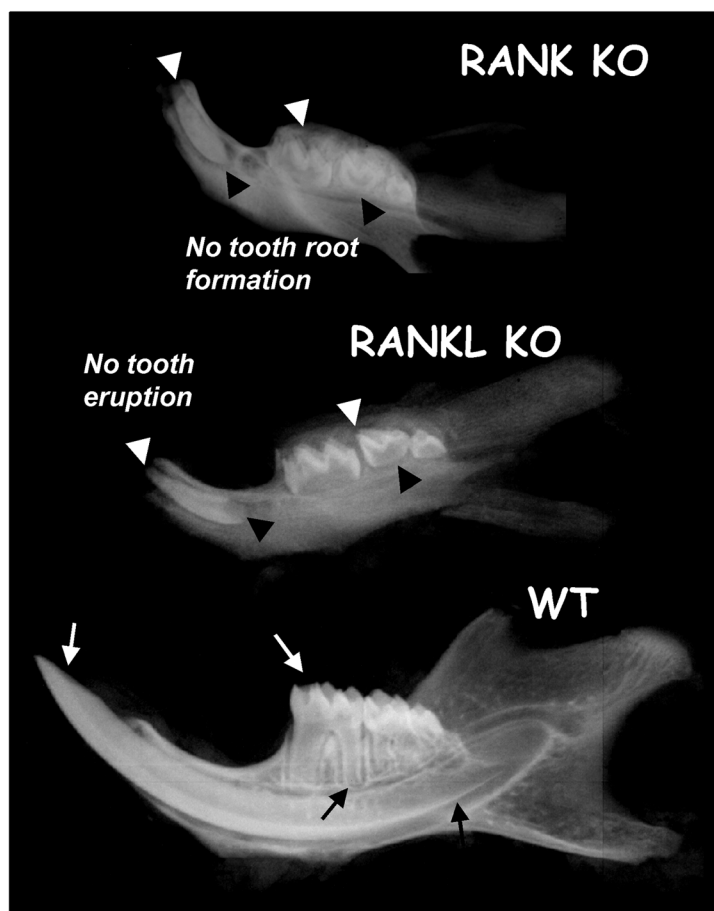 RANK KO
No tooth root
formation
RANKL KO
No tooth
eruption
WT